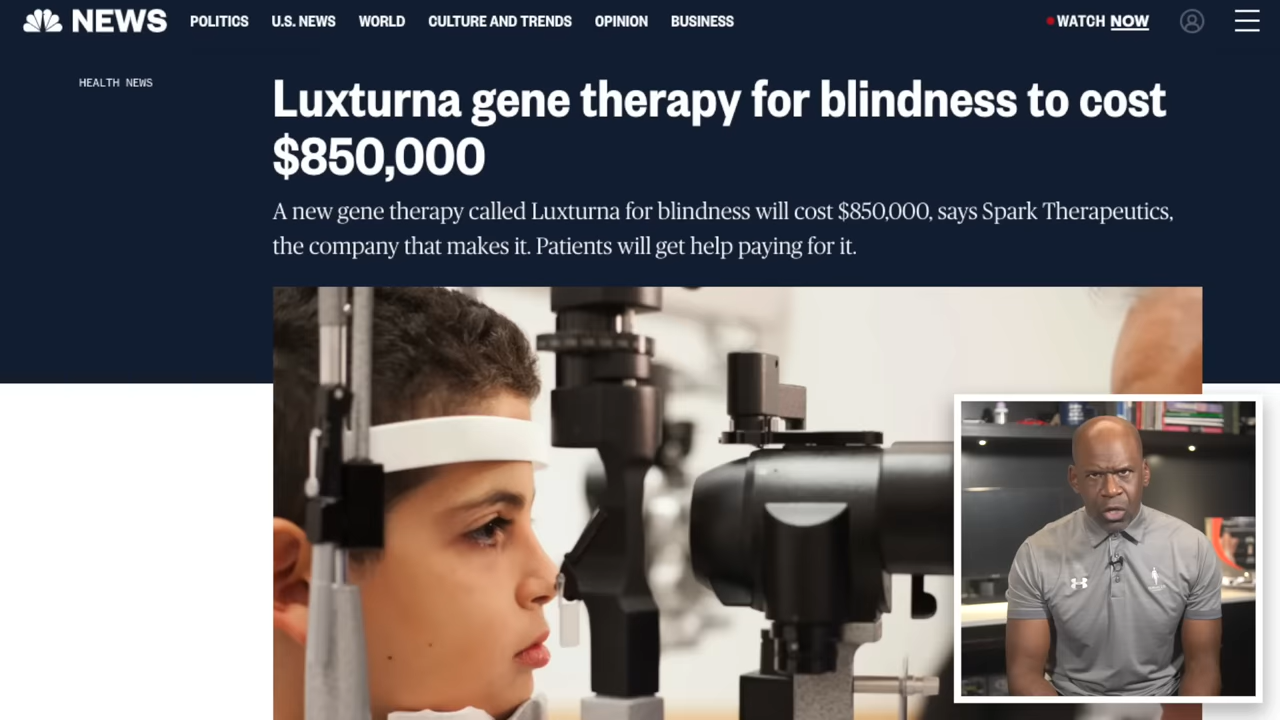 NEWS POLITICS U.S. NEWS WORLD CULTURE AND TRENDS OPINION BUSINESS WATCH NOW
HEALTH NEWS
Luxturna gene therapy for blindness to cost
$850,000
A new gene therapy called Luxturna for blindness will cost $850,000, says Spark Therapeutics,
the company that makes it. Patients will get help paying for it.